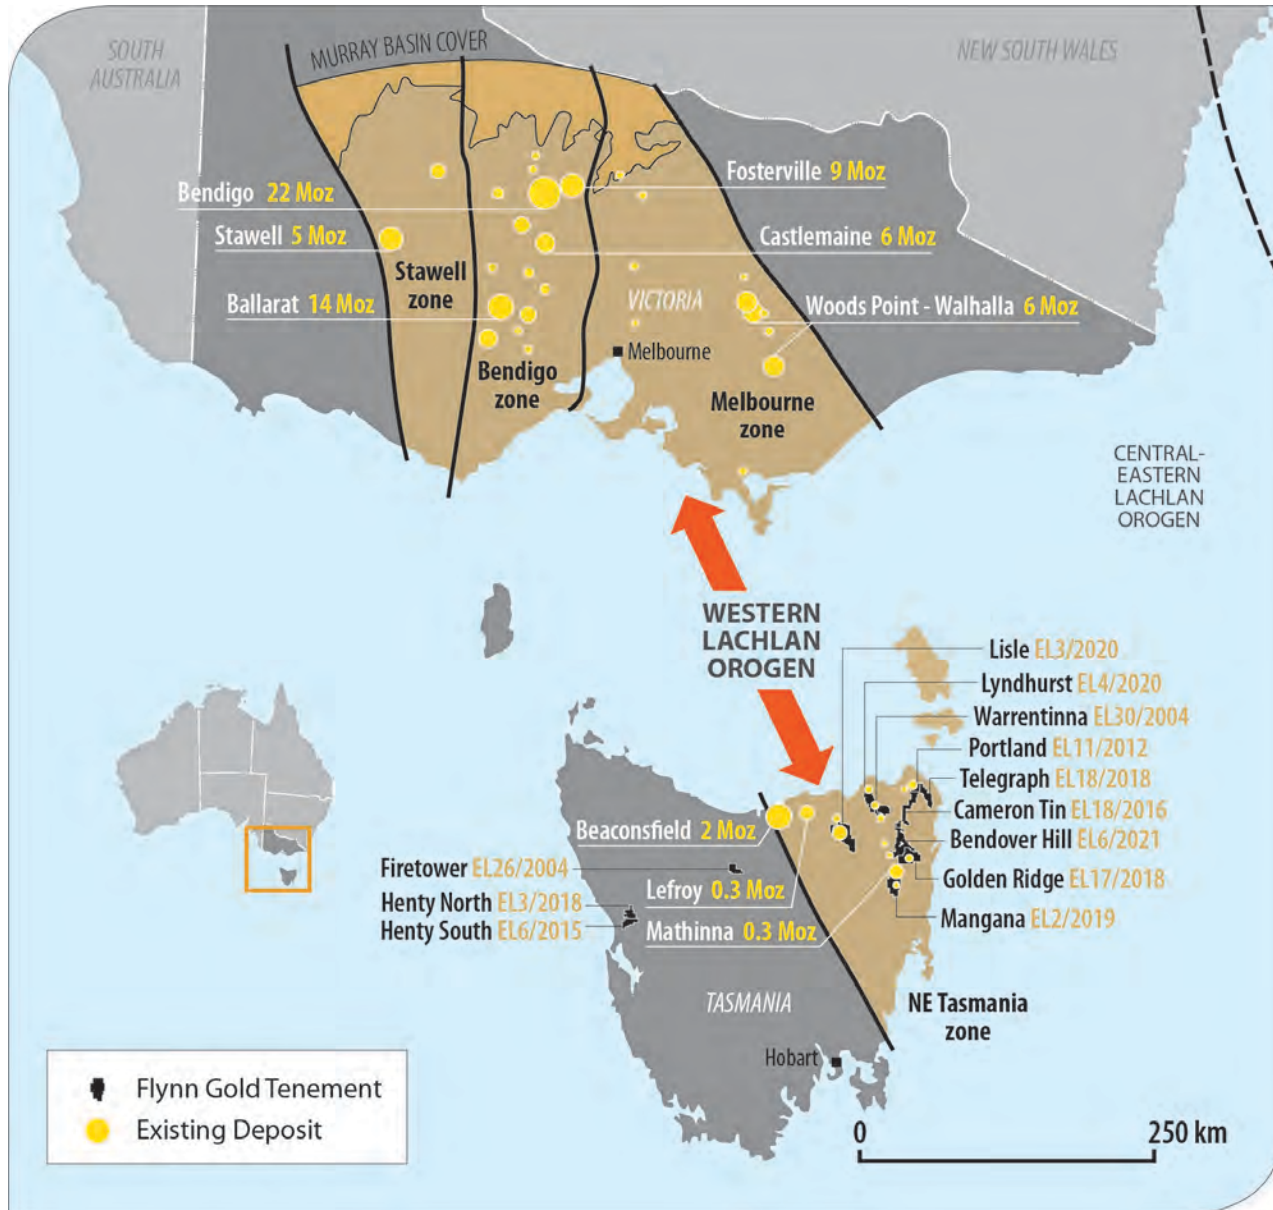 SOUTH
AUSTRALIA
MURRAY BASIN COVER
NEW SOUTH WALES
Bendigo 22 Moz
Fosterville 9 Moz
Stawell 5 Moz
Castlemaine 6 Moz
Stawell
zone
Ballarat 14 Moz
VICTORIA
Woods Point - Walhalla 6 Moz
Melbourne
Bendigo
zone
Melbourne
zone
CENTRAL-
EASTERN
LACHLAN
OROGEN
WESTERN
LACHLAN
OROGEN
Lisle EL3/2020
Lyndhurst EL4/2020
Warrentinna EL30/2004
Portland EL11/2012
Telegraph EL18/2018
Cameron Tin EL18/2016
Bendover Hill EL6/2021
Golden Ridge EL17/2018
Mangana EL2/2019
Beaconsfield 2 Moz
Firetower EL26/2004
Lefroy 0.3 Moz
Henty North EL3/2018
Henty South EL6/2015
Mathinna 0.3 Moz
TASMANIA
NE Tasmania
zone
Hobart
Flynn Gold Tenement
Existing Deposit
0 250 km